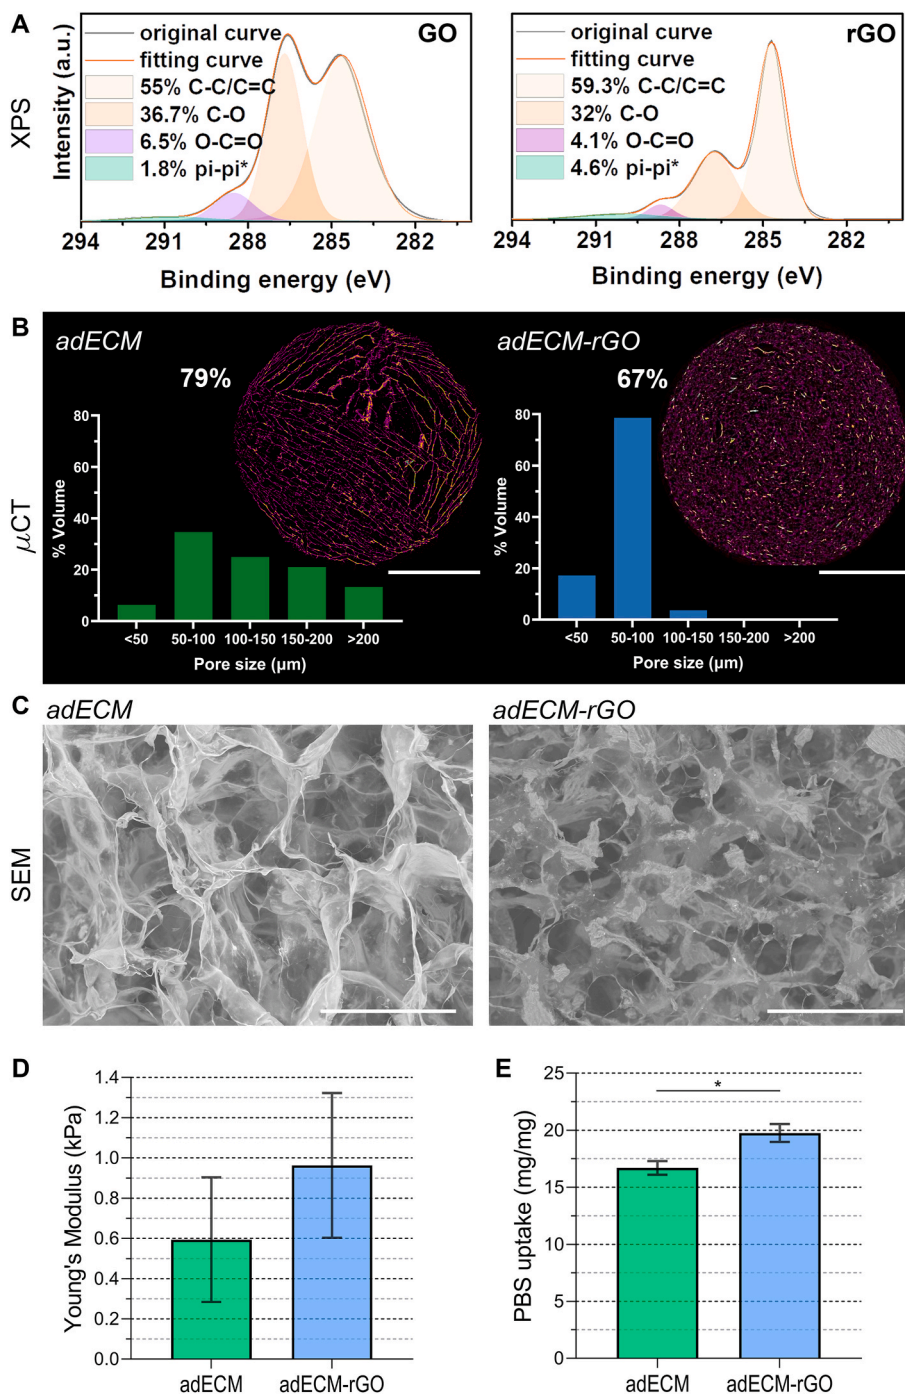 A
XPS
Intensity (a.u.)
original curve
GO
fitting curve
55% C-C/C=C
36.7% C-O
6.5% O-C=O
1.8% pi-pi*
294 291 288 285 282
Binding energy (eV)
original curve
rGO
fitting curve
59.3% C-C/C=C
32% C-O
4.1% O-C=O
4.6% pi-pi*
294 291 288 285 282
Binding energy (eV)
B
μCT
adECM
79%
% Volume
80
60
40
20
0
<50 50-100 100-150 150-200 >200
Pore size (μm)
adECM-rGO
67%
% Volume
80
60
40
20
0
<50 50-100 100-150 150-200 >200
Pore size (μm)
C
SEM
adECM
adECM-rGO
D
Young's Modulus (kPa)
1.4
1.2
1.0
0.8
0.6
0.4
0.2
0.0
adECM adECM-rGO
E
PBS uptake (mg/mg)
25
20
15
10
5
0
*
adECM adECM-rGO